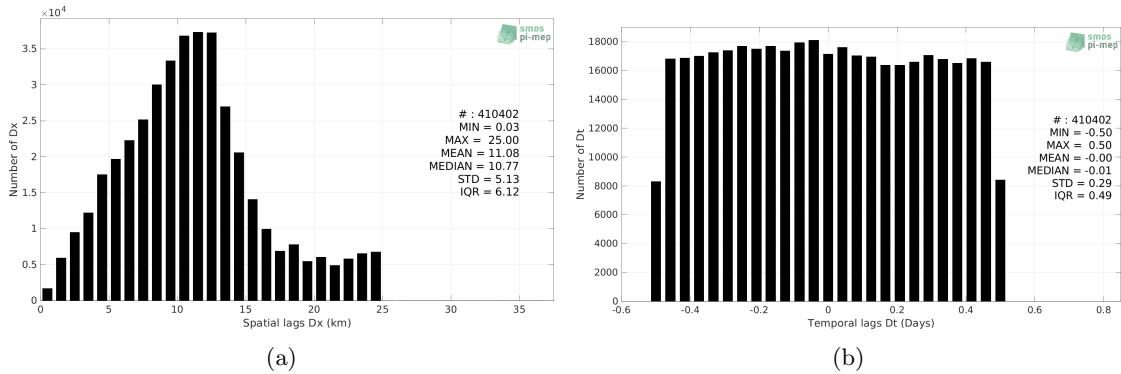 ×10^4
3.5
3
2.5
2
1.5
1
0.5
0
Number of Dx
0 5 10 15 20 25 30 35
Spatial lags Dx (km)
smos
pi-mep
# : 410402
MIN = 0.03
MAX = 25.00
MEAN = 11.08
MEDIAN = 10.77
STD = 5.13
IQR = 6.12
(a)
18000
16000
14000
12000
10000
8000
6000
4000
2000
0
Number of Dt
-0.6 -0.4 -0.2 0 0.2 0.4 0.6 0.8
Temporal lags Dt (Days)
smos
pi-mep
# : 410402
MIN = -0.50
MAX = 0.50
MEAN = -0.00
MEDIAN = -0.01
STD = 0.29
IQR = 0.49
(b)